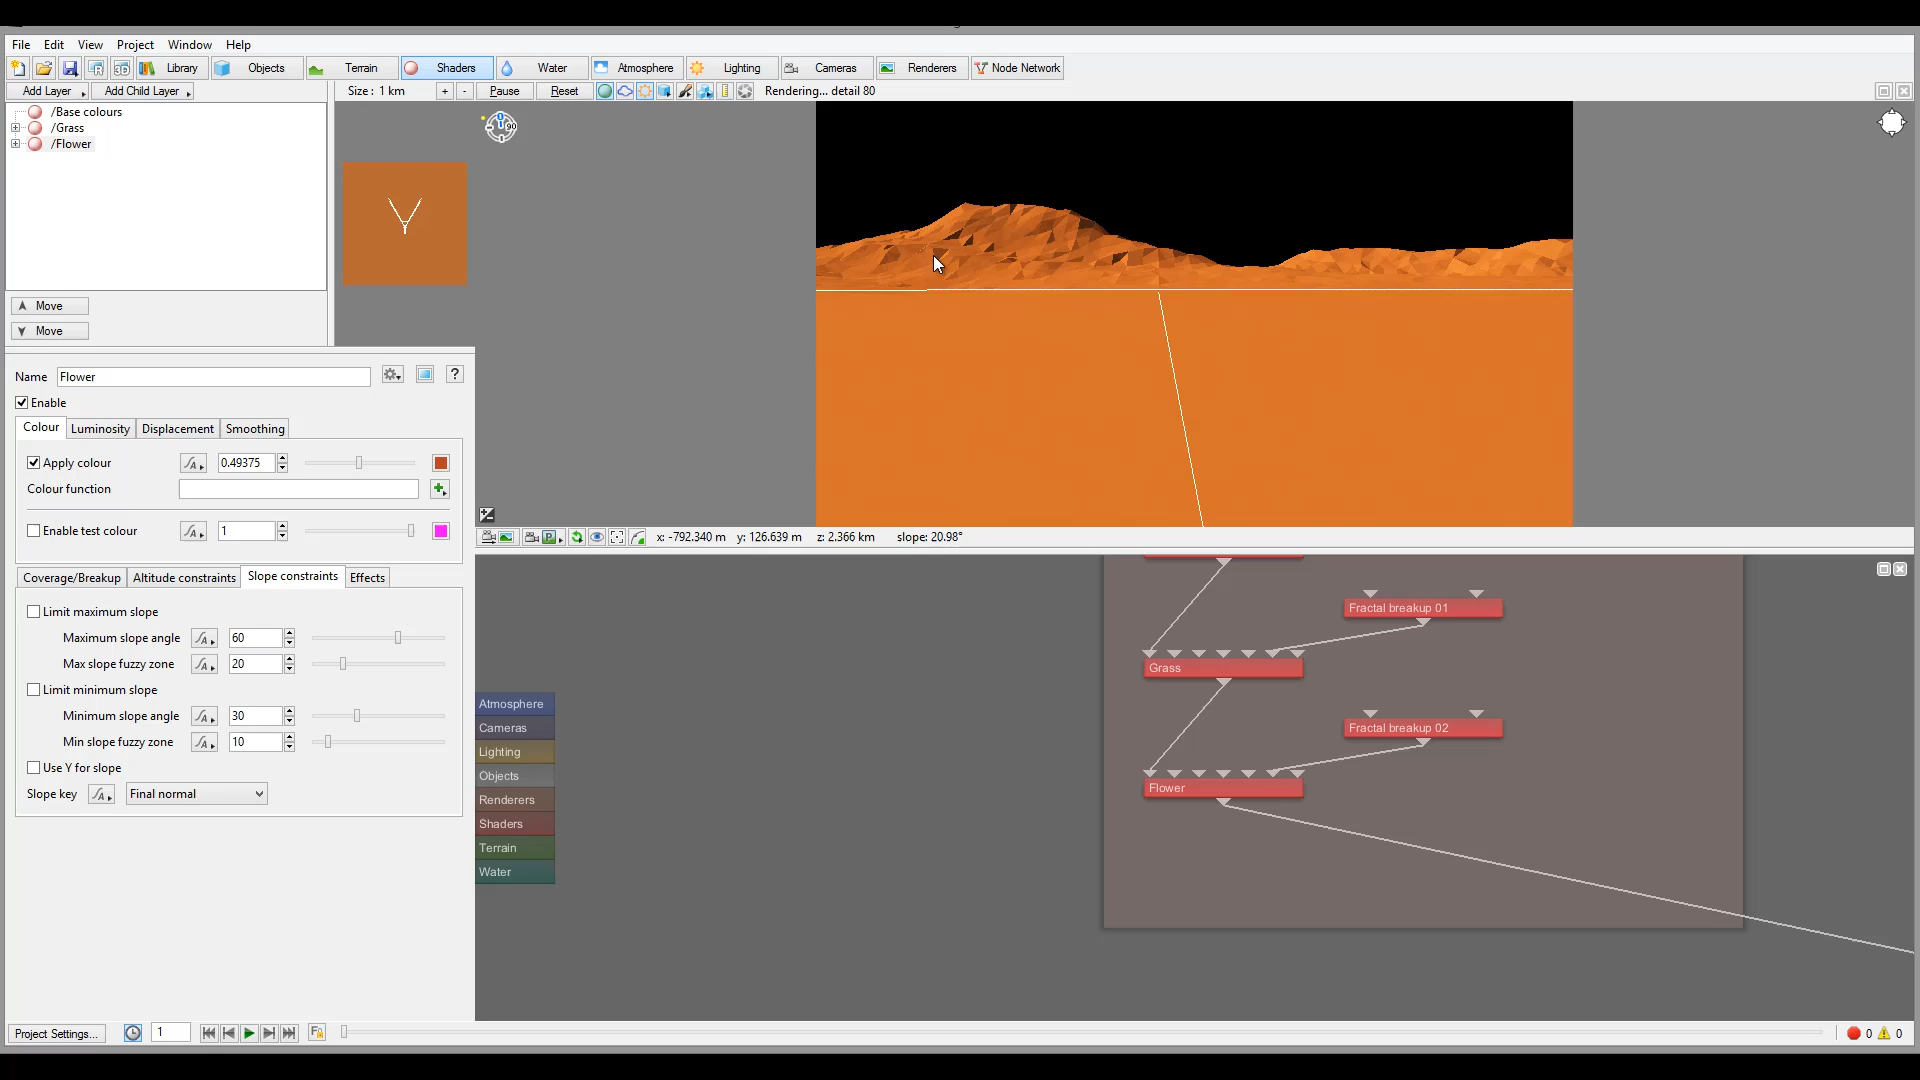 File Edit View Project Window Help
Library Objects Terrain Shaders Water Atmosphere Lighting Cameras Renderers Node Network
Add Layer Add Child Layer Size: 1 km + - Pause Reset Rendering... detail 80
/Base colours
/Grass
/Flower
90
Move
Move
Name Flower ?
Enable
Colour Luminosity Displacement Smoothing
Apply colour 0.49375
Colour function
Enable test colour 1
x: -792.340 m y: 126.639 m z: 2.366 km slope: 20.98°
Coverage/Breakup Altitude constraints Slope constraints Effects
Limit maximum slope
Maximum slope angle 60
Max slope fuzzy zone 20
Limit minimum slope
Minimum slope angle 30
Min slope fuzzy zone 10
Use Y for slope
Slope key Final normal
Fractal breakup 01
Grass
Fractal breakup 02
Flower
Atmosphere
Cameras
Lighting
Objects
Renderers
Shaders
Terrain
Water
Project Settings... 1 0 0